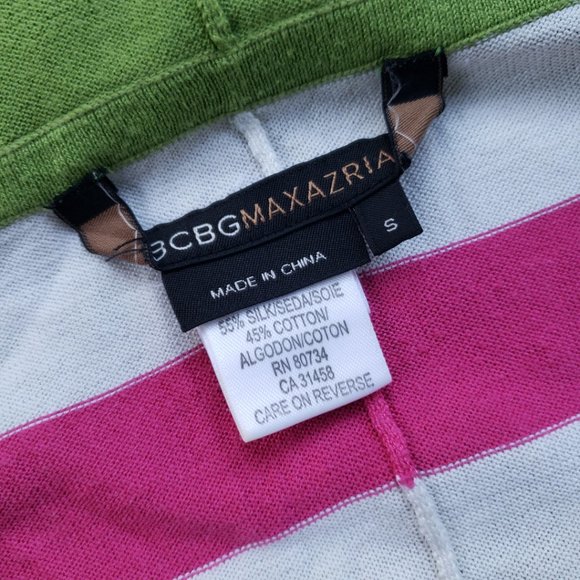 BCBGMAXAZRIA
S
MADE IN CHINA
55% SILK/SEDA/SOIE
45% COTTON/
ALGODON/COTON
RN 80734
CA 31458
CARE ON REVERSE